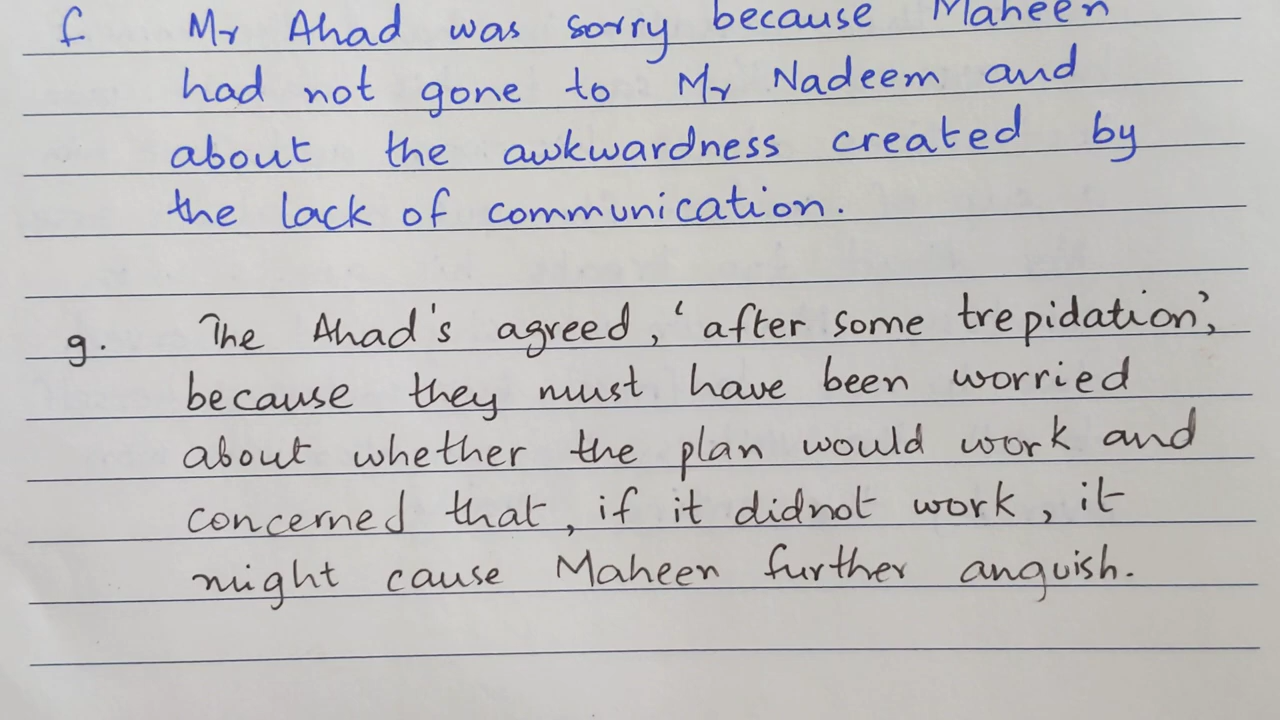 f. Mr Ahad was sorry because Maheen
had not gone to Mr Nadeem and
about the awkwardness created by
the lack of communication.
g. The Ahad's agreed, 'after some trepidation',
because they must have been worried
about whether the plan would work and
concerned that, if it didnot work, it
might cause Maheen further anguish.